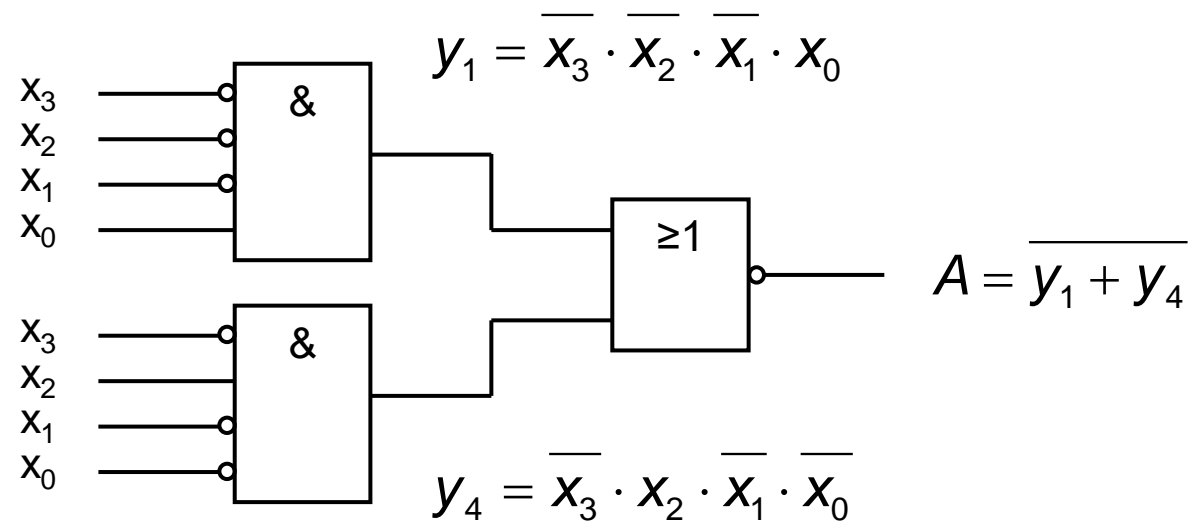 y₁ = x̅₃ · x̅₂ · x̅₁ · x₀
x₃
x₂
x₁
x₀
&
≥1
A = \overline{y₁ + y₄}
x₃
x₂
x₁
x₀
&
y₄ = x̅₃ · x₂ · x̅₁ · x̅₀